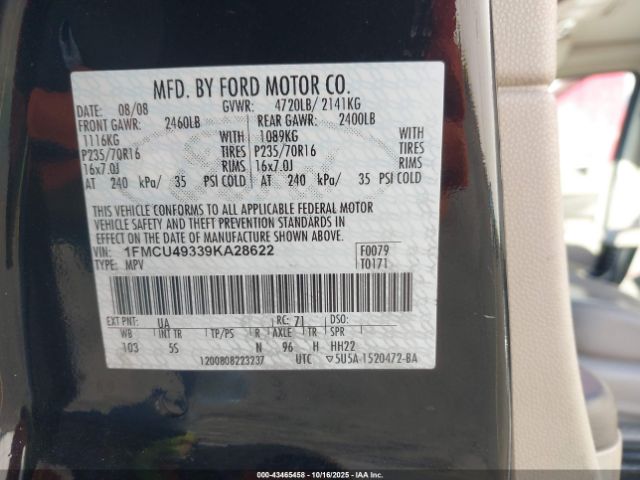 MFD. BY FORD MOTOR CO.
DATE: 08/08 GVWR: 4720LB/ 2141KG
FRONT GAWR: 2460LB REAR GAWR: 2400LB
1116KG WITH 1089KG WITH
P235/70R16 TIRES P235/70R16 TIRES
16x7.0J RIMS 16x7.0J RIMS
AT 240 kPa/ 35 PSI COLD AT 240 kPa/ 35 PSI COLD
THIS VEHICLE CONFORMS TO ALL APPLICABLE FEDERAL MOTOR
VEHICLE SAFETY AND THEFT PREVENTION STANDARDS IN
EFFECT ON THE DATE OF MANUFACTURE SHOWN ABOVE.
VIN: 1FMCU49339KA28622 F0079
TYPE: MPV T0171
EXT PNT: UA RC: 71 DSO:
WB INT TR TP/PS R AXLE TR SPR
103 5S N 96 H HH22
1200808223237 UTC ▽5U5A-1520472-BA
000-43465458 - 10/16/2025 - IAA Inc.